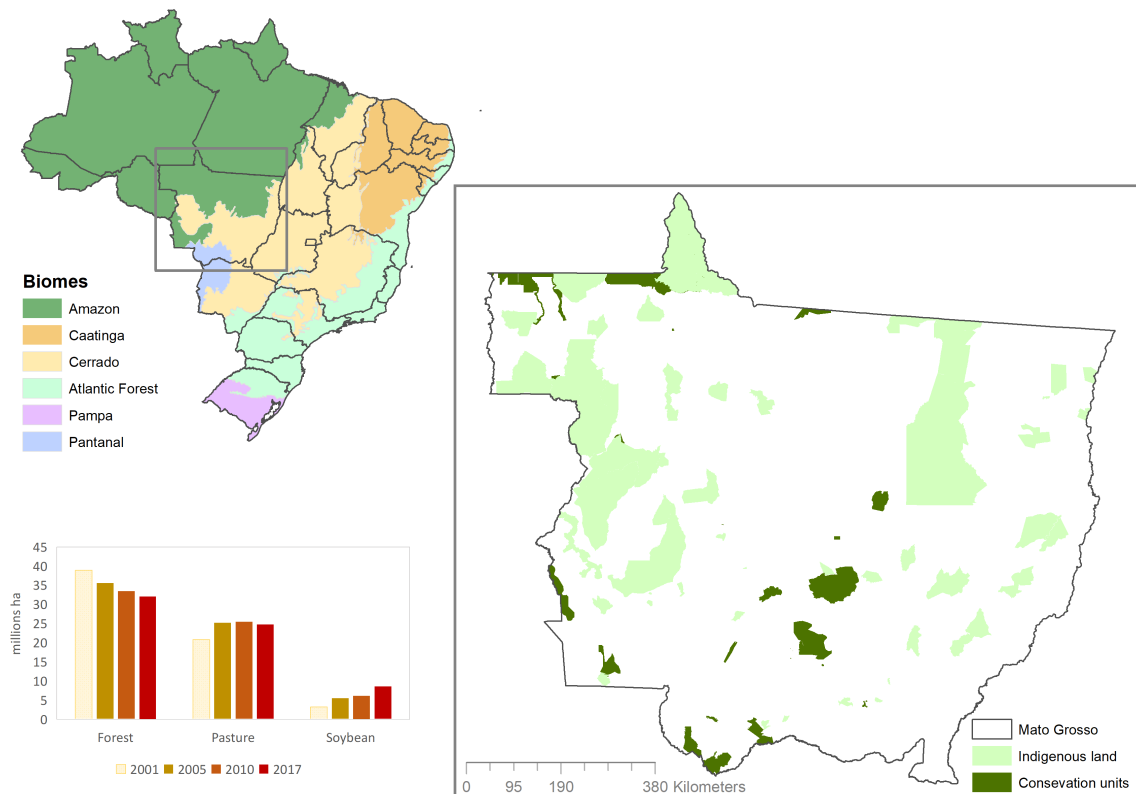 Biomes
Amazon
Caatinga
Cerrado
Atlantic Forest
Pampa
Pantanal
45
40
35
30
25
20
15
10
5
0
millions ha
Forest Pasture Soybean
2001 2005 2010 2017
Mato Grosso
Indigenous land
Consevation units
0 95 190 380 Kilometers